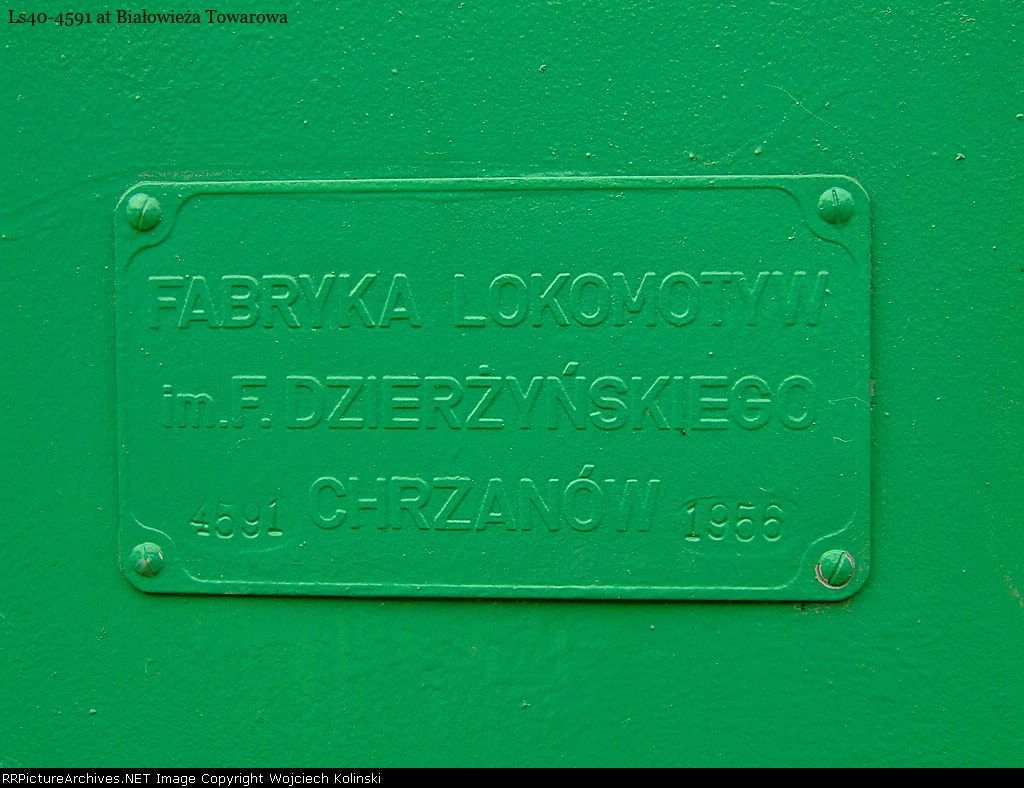 Ls40-4591 at Białowieża Towarowa
FABRYKA LOKOMOTYW
im. F. DZIERŻYŃSKIEGO
4591 CHRZANÓW 1956
RRPictureArchives.NET Image Copyright Wojciech Kolinski